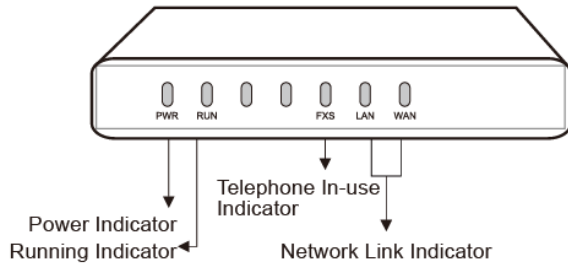 PWR RUN FXS LAN WAN
Telephone In-use
Indicator
Power Indicator
Running Indicator
Network Link Indicator